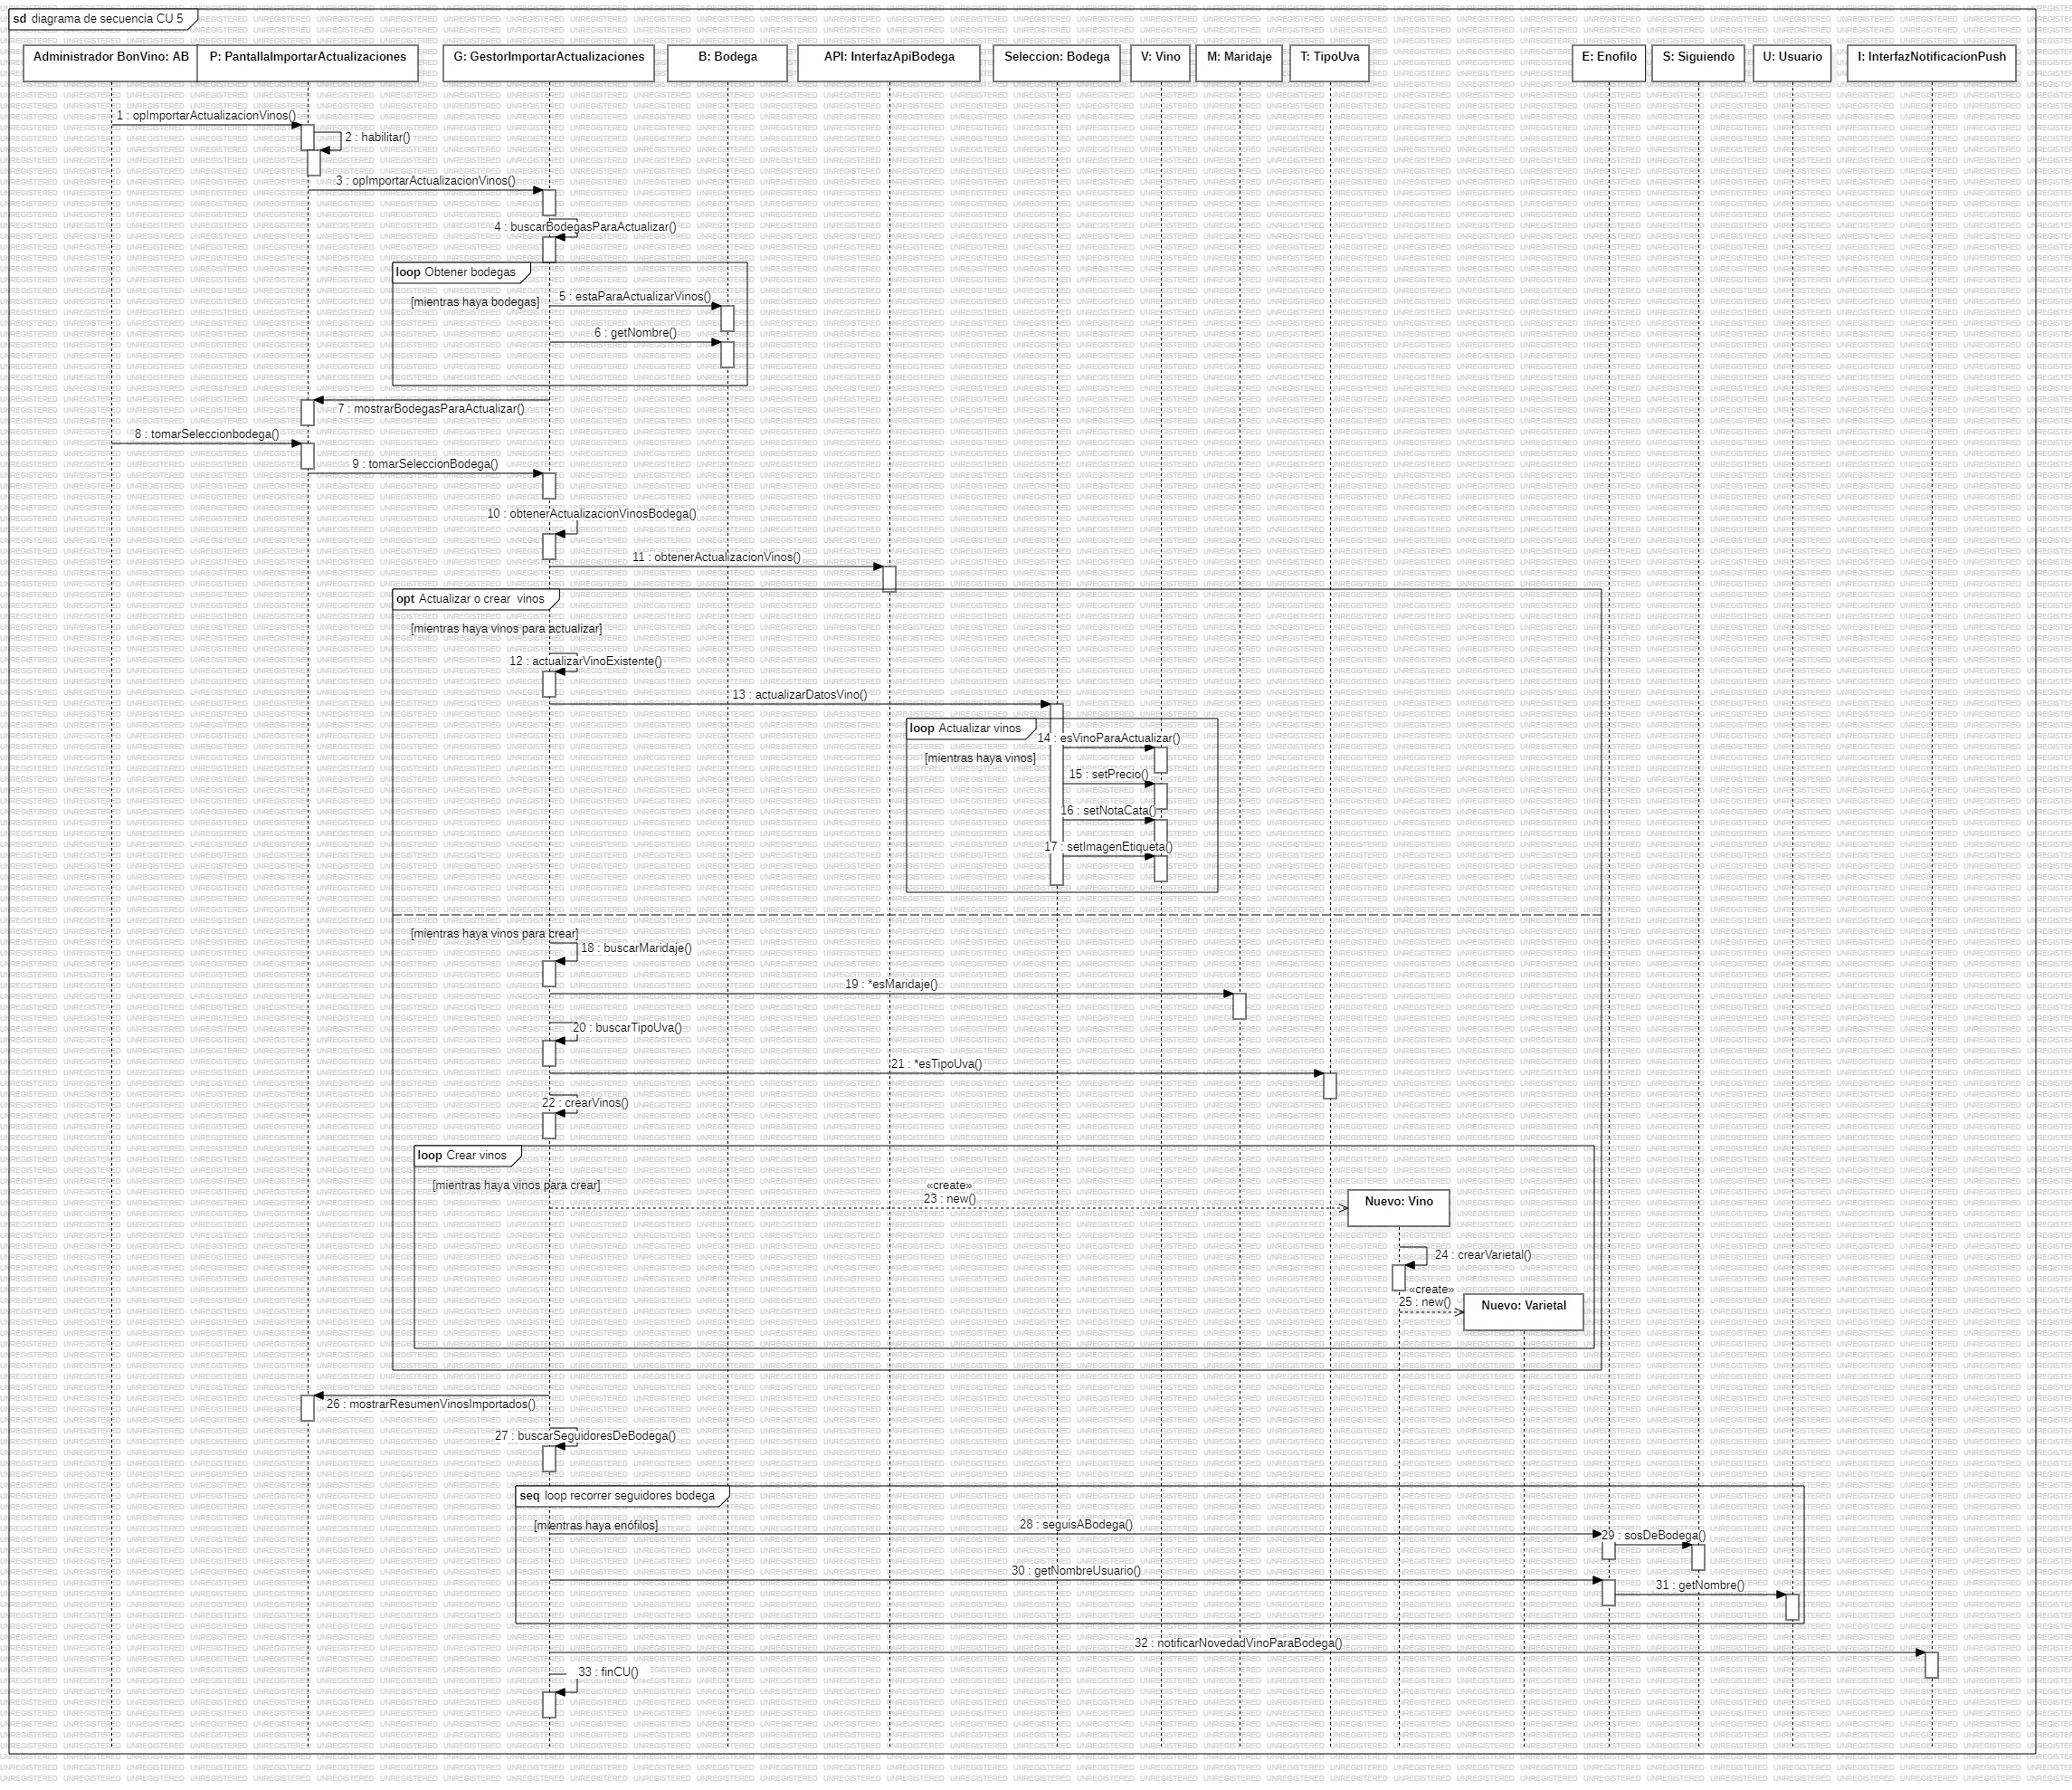 sd diagrama de secuencia CU 5
Administrador BonVino: AB
P: PantallaImportarActualizaciones
G: GestorImportarActualizaciones
B: Bodega
API: InterfazApiBodega
Seleccion: Bodega
V: Vino
M: Maridaje
T: TipoUva
E: Enofilo
S: Siguiendo
U: Usuario
I: InterfazNotificacionPush
1 : opImportarActualizacionVinos()
2 : habilitar()
3 : opImportarActualizacionVinos()
4 : buscarBodegasParaActualizar()
loop Obtener bodegas
[mientras haya bodegas]
5 : estaParaActualizarVinos()
6 : getNombre()
7 : mostrarBodegasParaActualizar()
8 : tomarSeleccionbodega()
9 : tomarSeleccionBodega()
10 : obtenerActualizacionVinosBodega()
11 : obtenerActualizacionVinos()
opt Actualizar o crear vinos
[mientras haya vinos para actualizar]
12 : actualizarVinoExistente()
13 : actualizarDatosVino()
loop Actualizar vinos
14 : esVinoParaActualizar()
[mientras haya vinos]
15 : setPrecio()
16 : setNotaCata()
17 : setImagenEtiqueta()
[mientras haya vinos para crear]
18 : buscarMaridaje()
19 : *esMaridaje()
20 : buscarTipoUva()
21 : *esTipoUva()
22 : crearVinos()
loop Crear vinos
[mientras haya vinos para crear]
«create»
23 : new()
Nuevo: Vino
24 : crearVarietal()
«create»
25 : new()
Nuevo: Varietal
26 : mostrarResumenVinosImportados()
27 : buscarSeguidoresDeBodega()
seq loop recorrer seguidores bodega
[mientras haya enófilos]
28 : seguisABodega()
29 : sosDeBodega()
30 : getNombreUsuario()
31 : getNombre()
32 : notificarNovedadVinoParaBodega()
33 : finCU()
UNREGISTERED